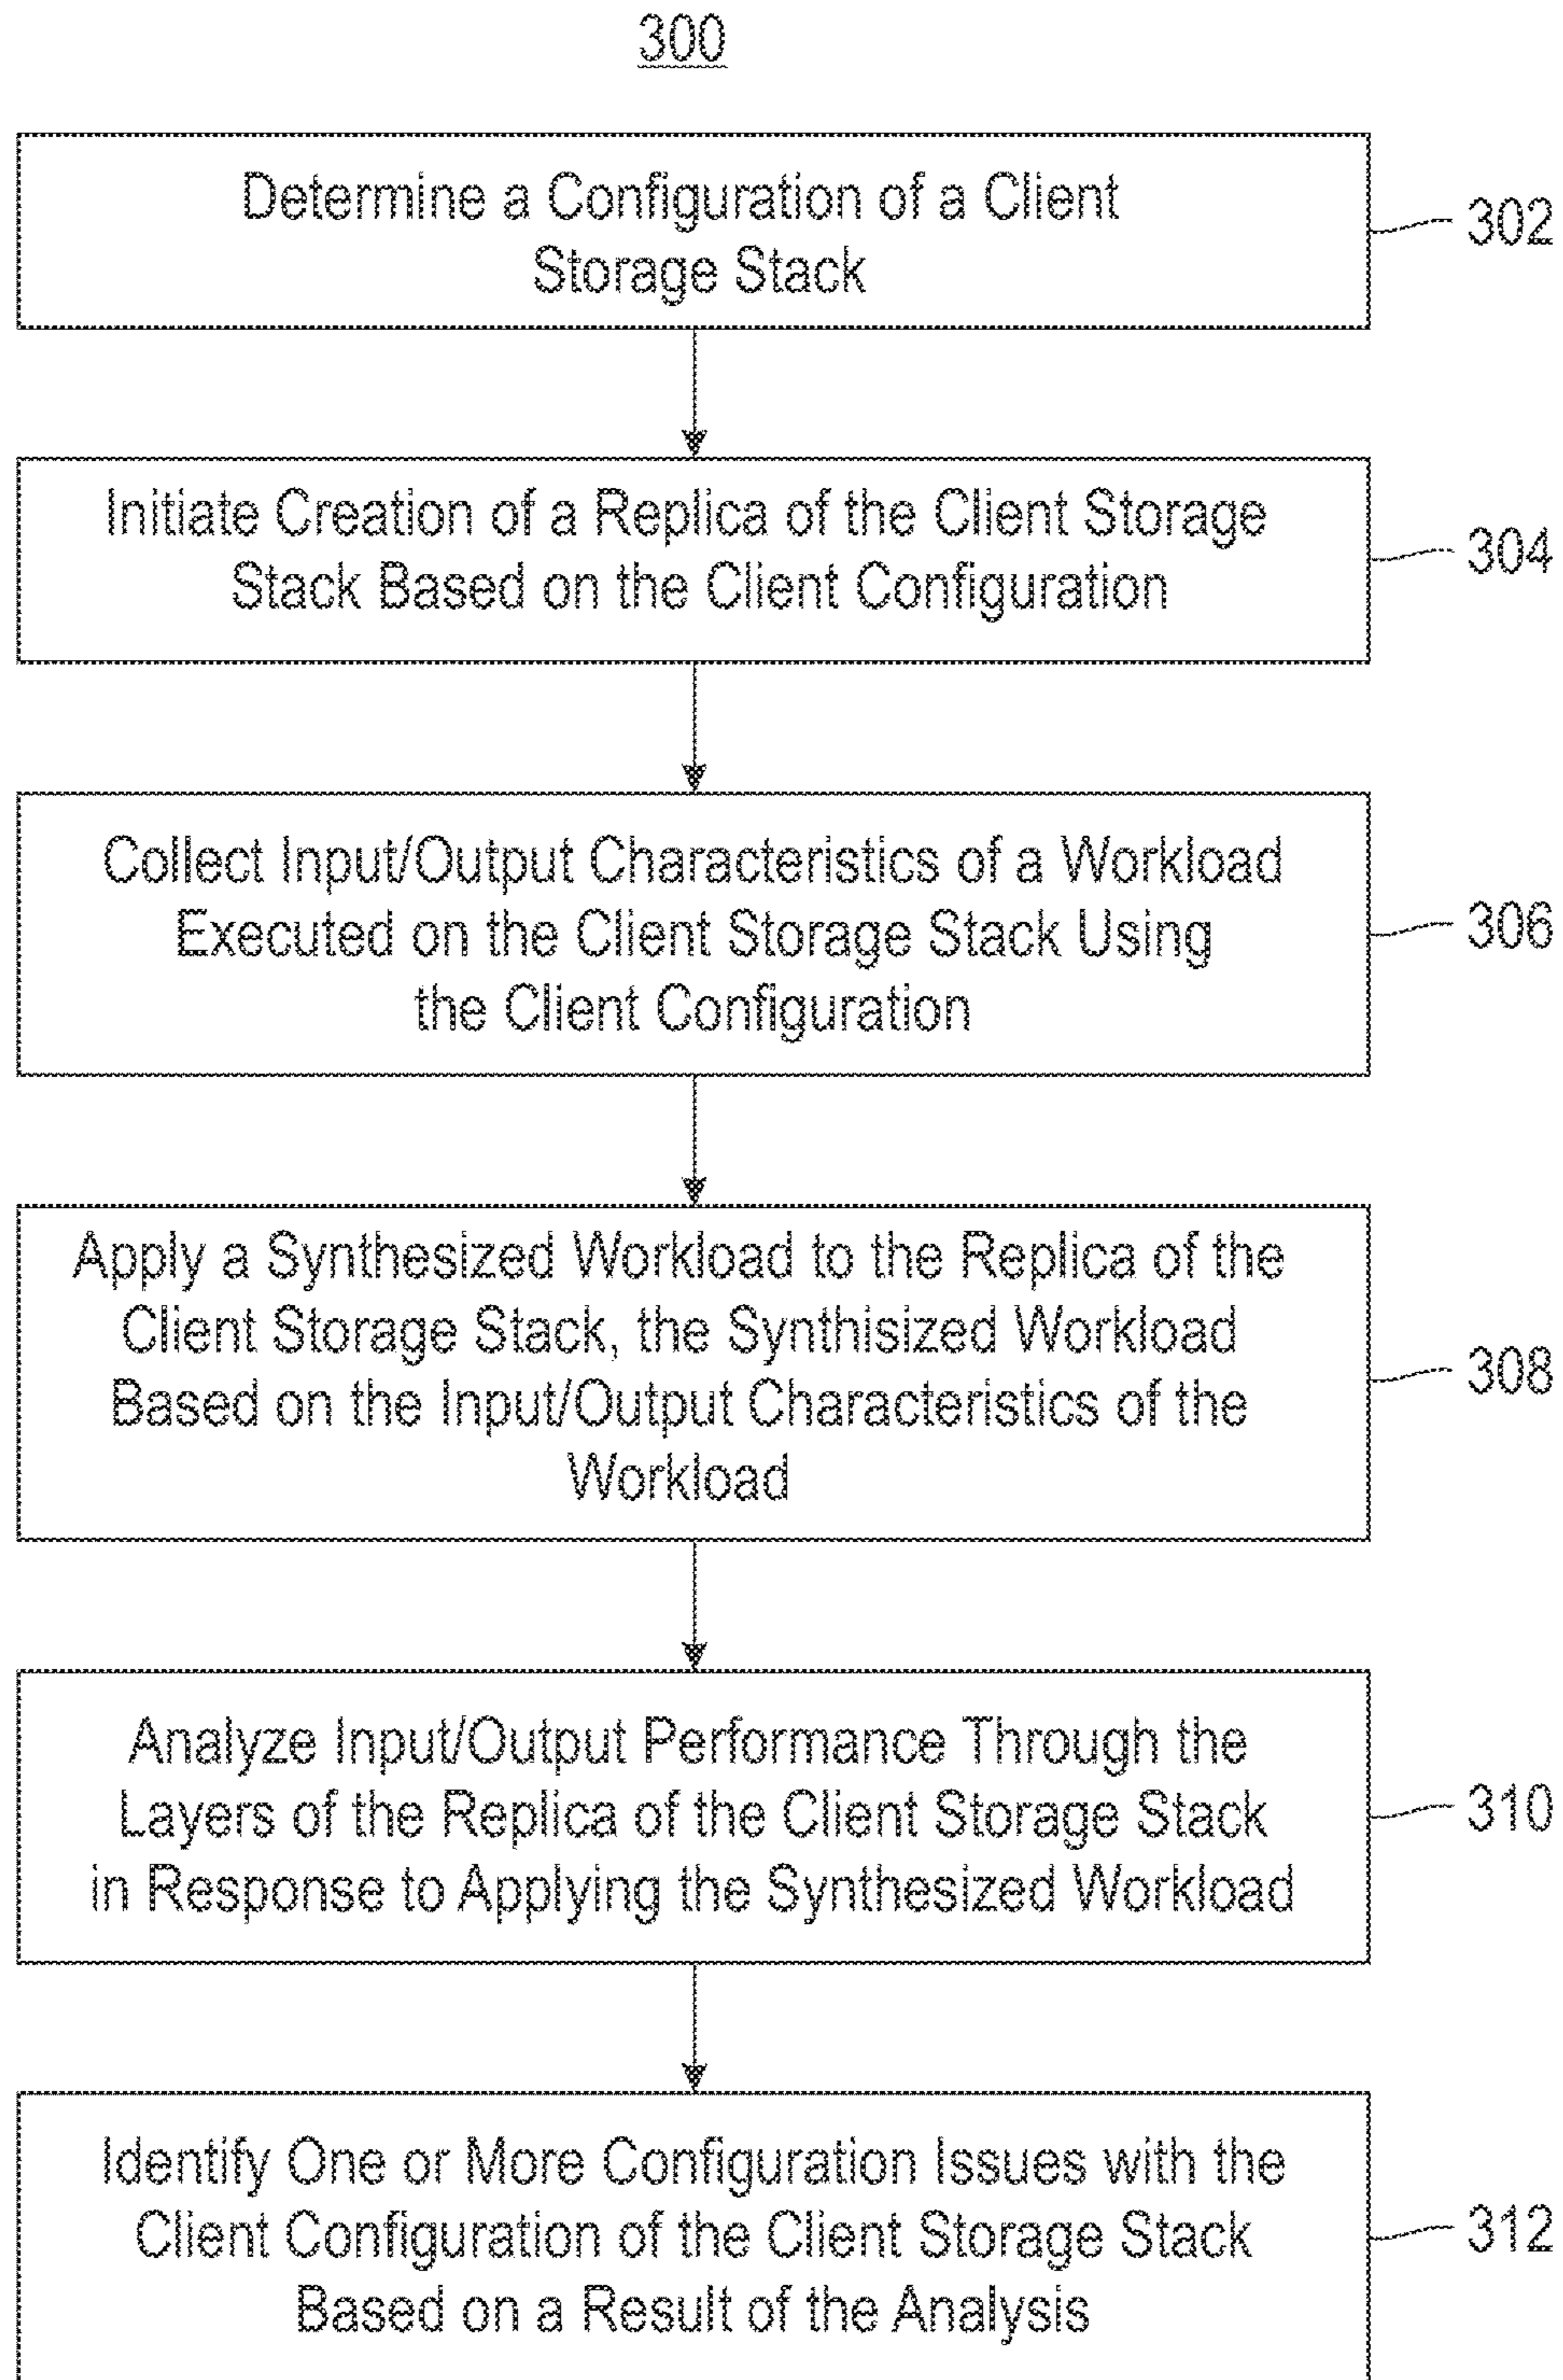 300
Determine a Configuration of a Client
Storage Stack
302
Initiate Creation of a Replica of the Client Storage
Stack Based on the Client Configuration
304
Collect Input/Output Characteristics of a Workload
Executed on the Client Storage Stack Using
the Client Configuration
306
Apply a Synthesized Workload to the Replica of the
Client Storage Stack, the Synthisized Workload
Based on the Input/Output Characteristics of the
Workload
308
Analyze Input/Output Performance Through the
Layers of the Replica of the Client Storage Stack
in Response to Applying the Synthesized Workload
310
Identify One or More Configuration Issues with the
Client Configuration of the Client Storage Stack
Based on a Result of the Analysis
312